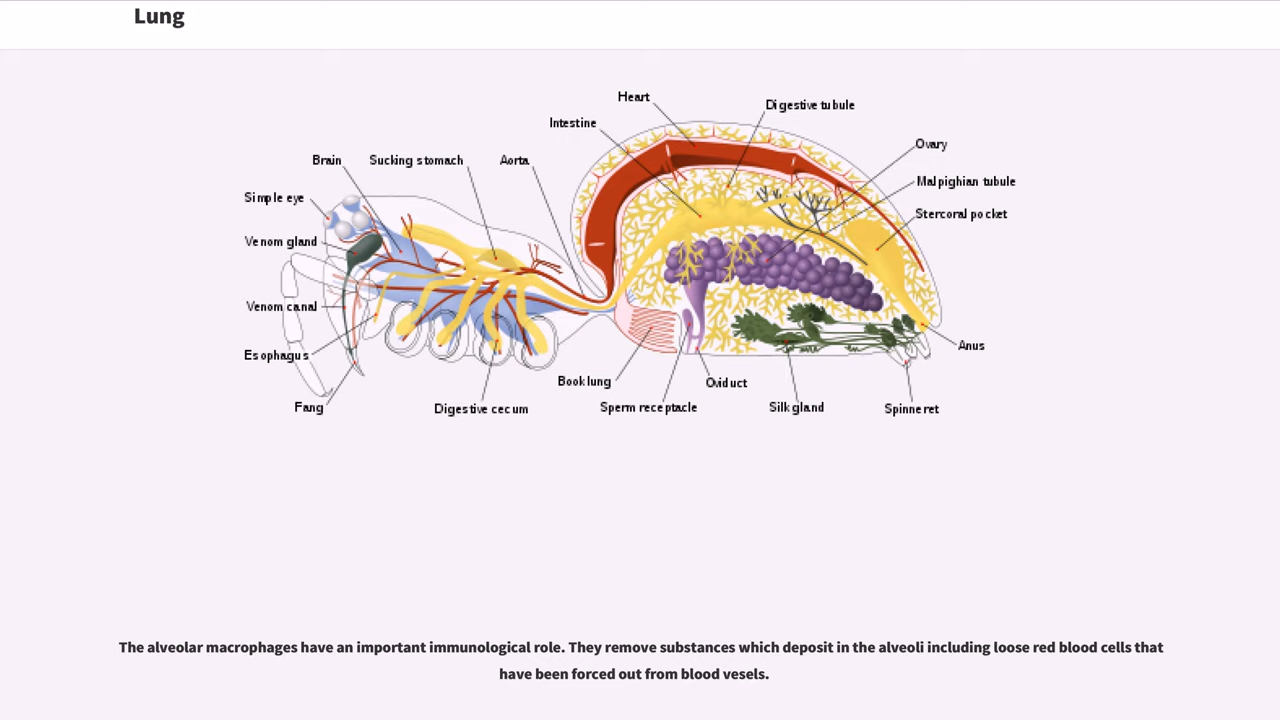 Lung
Heart
Digestive tubule
Intestine
Ovary
Brain
Sucking stomach
Aorta
Malpighian tubule
Simple eye
Stercoral pocket
Venom gland
Venom canal
Esophagus
Anus
Book lung
Oviduct
Fang
Digestive cecum
Sperm receptacle
Silk gland
Spinneret
The alveolar macrophages have an important immunological role. They remove substances which deposit in the alveoli including loose red blood cells that
have been forced out from blood vesels.